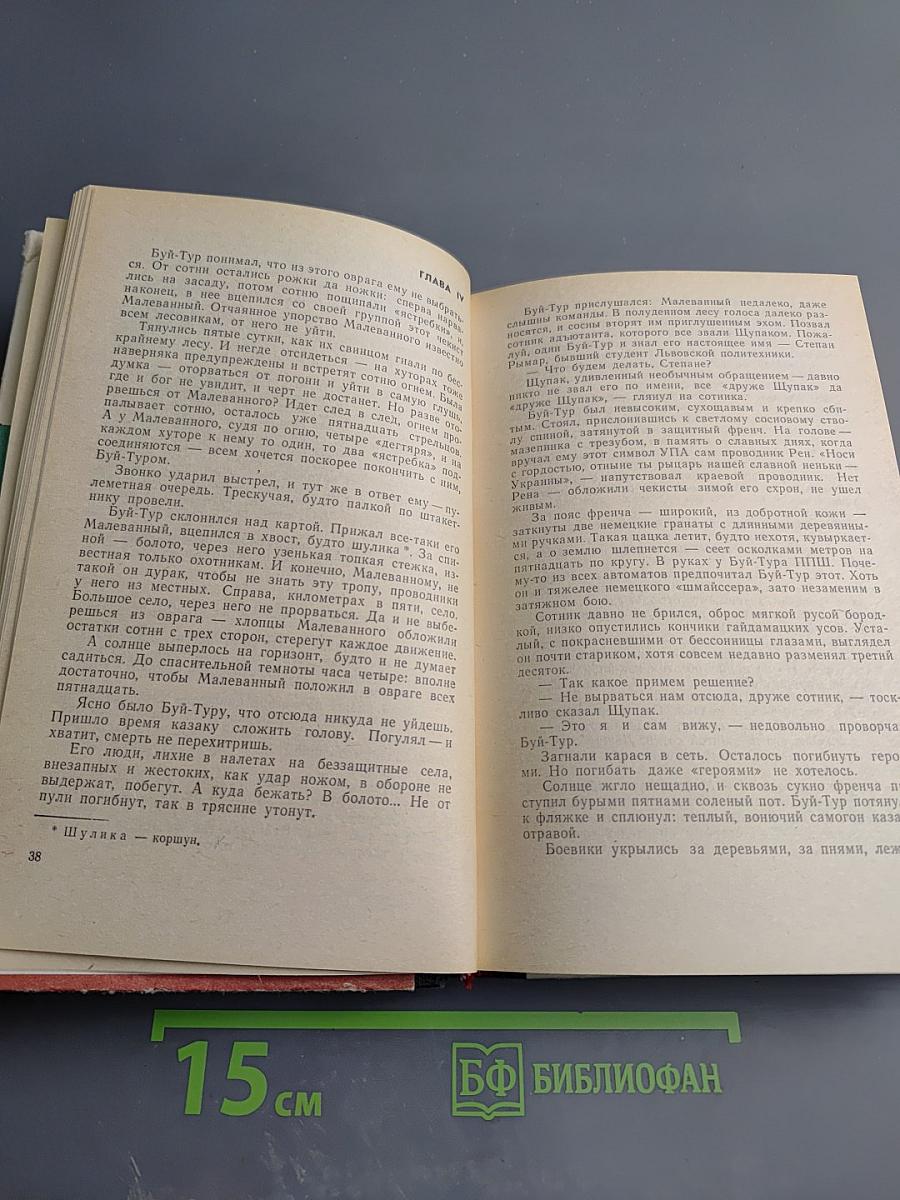 ГЛАВА IV
Буй-Тур понимал, что из этого оврага ему не выбрать-
ся. От сотни остались рожки да ножки: сперва нарва-
лись на засаду, потом сотню пощипали «ястребки», и,
наконец, в нее вцепился со своей группой этот чекист
Малеванный. Отчаянное упорство Малеванного известно
всем лесовикам, от него не уйти.
Тянулись пятые сутки, как их свинцом гнали по бес-
крайнему лесу. И негде отсидеться — на хуторах тоже
наверняка предупреждены и встретят сотню огнем. Была
думка — оторваться от погони и уйти в самую глушь,
где и бог не увидит, и черт не достанет. Но разве ото-
рвешься от Малеванного? Идет след в след, огнем про-
палывает сотню, осталось уже пятнадцать стрельцов.
А у Малеванного, судя по огню, четыре «дегтяря», и на
каждом хуторе к нему то один, то два «ястребка» под-
соединяются — всем хочется поскорее покончить с ним,
Буй-Туром.
Звонко ударил выстрел, и тут же в ответ ему — пу-
леметная очередь. Трескучая, будто палкой по штакет-
нику провели.
Буй-Тур склонился над картой. Прижал все-таки его
Малеванный, вцепился в хвост, будто шулика *. За спи-
ной — болото, через него узенькая топкая стежка, из-
вестная только охотникам. И конечно, Малеванному, не
такой он дурак, чтобы не знать эту тропу, проводники
у него из местных. Справа, километрах в пяти, село.
Большое село, через него не прорваться. Да и не выбе-
решься из оврага — хлопцы Малеванного обложили
остатки сотни с трех сторон, стерегут каждое движение.
А солнце выперлось на горизонт, будто и не думает
садиться. До спасительной темноты часа четыре: вполне
достаточно, чтобы Малеванный положил в овраге всех
пятнадцать.
Ясно было Буй-Туру, что отсюда никуда не уйдешь.
Пришло время казаку сложить голову. Погулял — и
хватит, смерть не перехитришь.
Его люди, лихие в налетах на беззащитные села,
внезапных и жестоких, как удар ножом, в обороне не
выдержат, побегут. А куда бежать? В болото... Не от
пули погибнут, так в трясине утонут.
* Шулика — коршун.
38
Буй-Тур прислушался: Малеванный недалеко, даже
слышны команды. В полуденном лесу голоса далеко раз-
носятся, и сосны вторят им приглушенным эхом. Позвал
сотник адъютанта, которого все звали Щупаком. Пожа-
луй, один Буй-Тур и знал его настоящее имя — Степан
Рымар, бывший студент Львовской политехники.
— Что будем делать, Степане?
Щупак, удивленный необычным обращением — давно
никто не звал его по имени, все «друже Щупак» да
«друже Щупак», — глянул на сотника.
Буй-Тур был невысоким, сухощавым и крепко сби-
тым. Стоял, прислонившись к светлому сосновому ство-
лу спиной, затянутой в защитный френч. На голове —
мазепинка с трезубом, в память о славных днях, когда
вручал ему этот символ УПА сам проводник Рен. «Носи
с гордостью, отныне ты рыцарь нашей славной неньки —
Украины», — напутствовал краевой проводник. Нет
Рена — обложили чекисты зимой его схрон, не ушел
живым.
За пояс френча — широкий, из добротной кожи —
заткнуты две немецкие гранаты с длинными деревянны-
ми ручками. Такая цацка летит, будто нехотя, кувыркает-
ся, а о землю шлепнется — сеет осколками метров на
пятнадцать по кругу. В руках у Буй-Тура ППШ. Поче-
му-то из всех автоматов предпочитал Буй-Тур этот. Хоть
он и тяжелее немецкого «шмайссера», зато незаменим в
затяжном бою.
Сотник давно не брился, оброс мягкой русой бород-
кой, низко опустились кончики гайдамацких усов. Уста-
лый, с покрасневшими от бессонницы глазами, выглядел
он почти стариком, хотя совсем недавно разменял третий
десяток.
— Так какое примем решение?
— Не вырваться нам отсюда, друже сотник, — тоск-
ливо сказал Щупак.
— Это я и сам вижу, — недовольно проворча
Буй-Тур.
Загнали карася в сеть. Осталось погибнуть геро
ми. Но погибать даже «героями» не хотелось.
Солнце жгло нещадно, и сквозь сукно френча п
ступил бурыми пятнами соленый пот. Буй-Тур потяну
к фляжке и сплюнул: теплый, вонючий самогон каза
отравой.
Боевики укрылись за деревьями, за пнями, леж
15 см
БФ БИБЛИОФАН